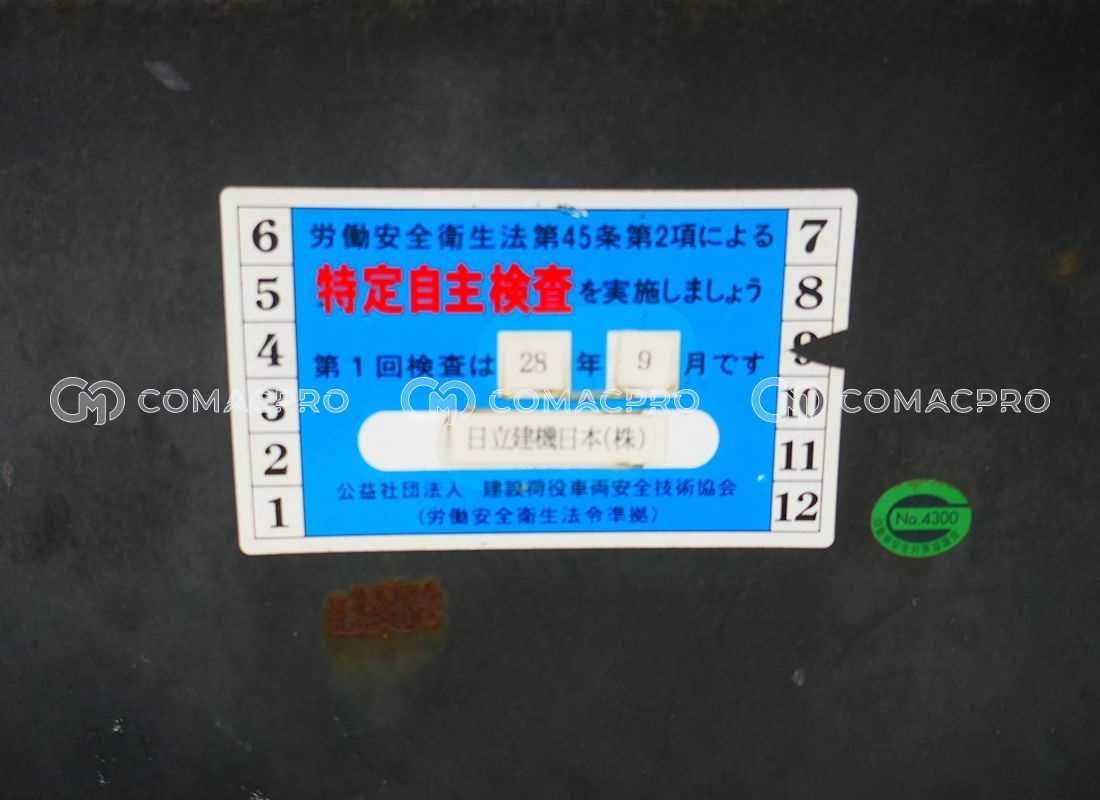 労働安全衛生法第45条第2項による
特定自主検査を実施しましょう
第1回検査は 28 年 9 月です
日立建機日本(株)
公益社団法人 建設荷役車両安全技術協会
(労働安全衛生法令準拠)
6
5
4
3
2
1
7
8
9
10
11
12
COMACPRO COMACPRO COMACPRO
No.4300